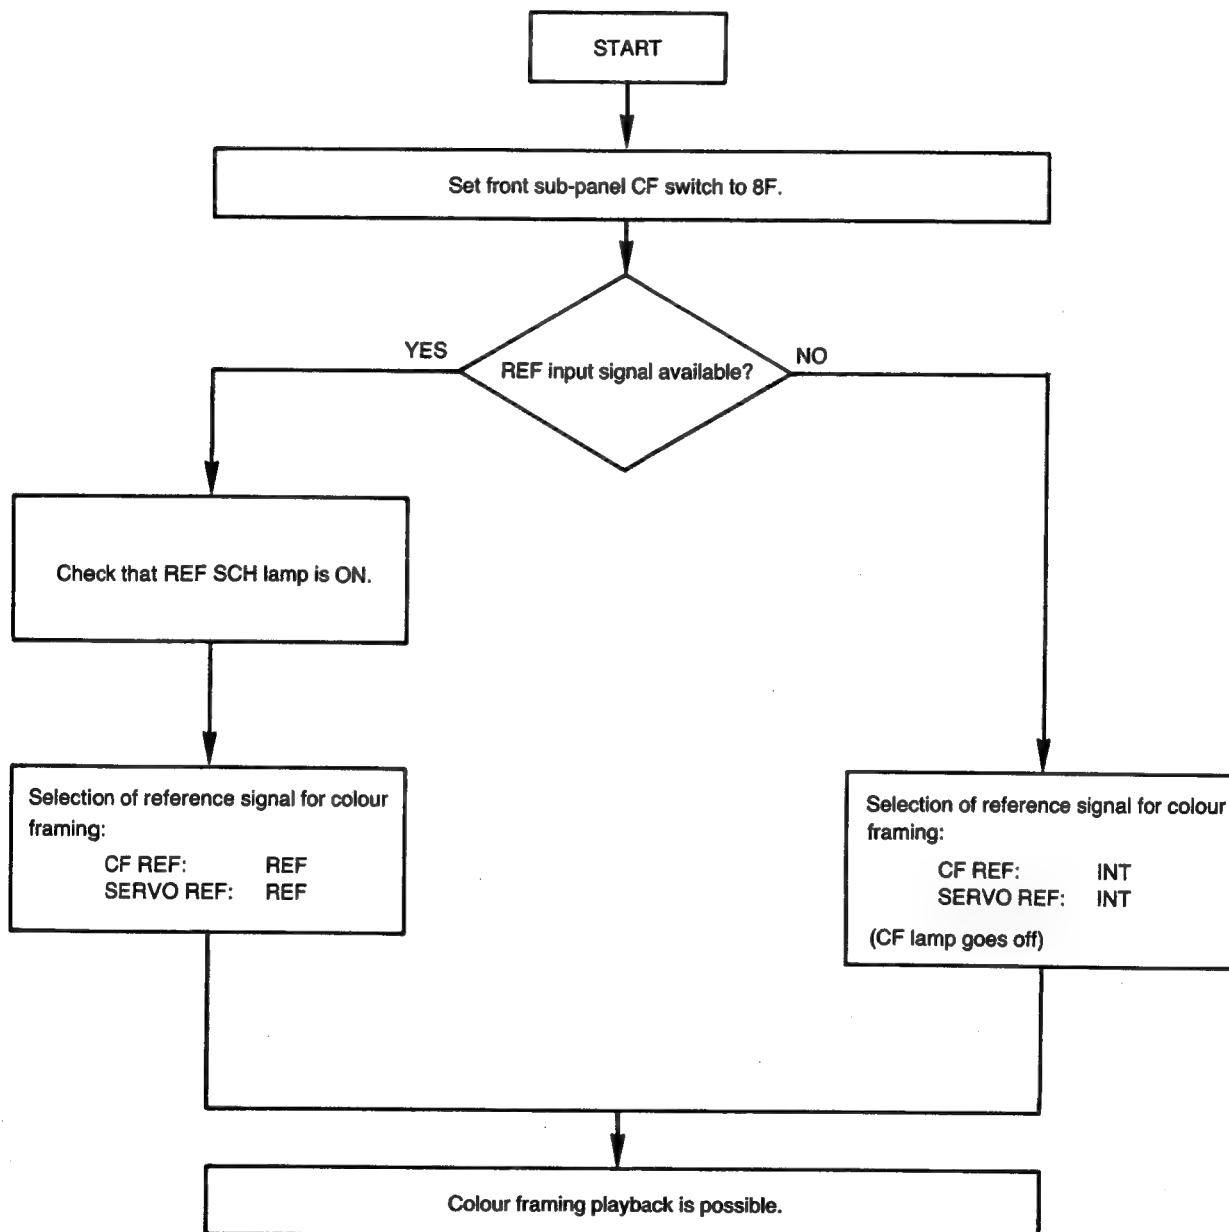 START
Set front sub-panel CF switch to 8F.
REF input signal available?
YES
NO
Check that REF SCH lamp is ON.
Selection of reference signal for colour
framing:
CF REF: REF
SERVO REF: REF
Selection of reference signal for colour
framing:
CF REF: INT
SERVO REF: INT
(CF lamp goes off)
Colour framing playback is possible.